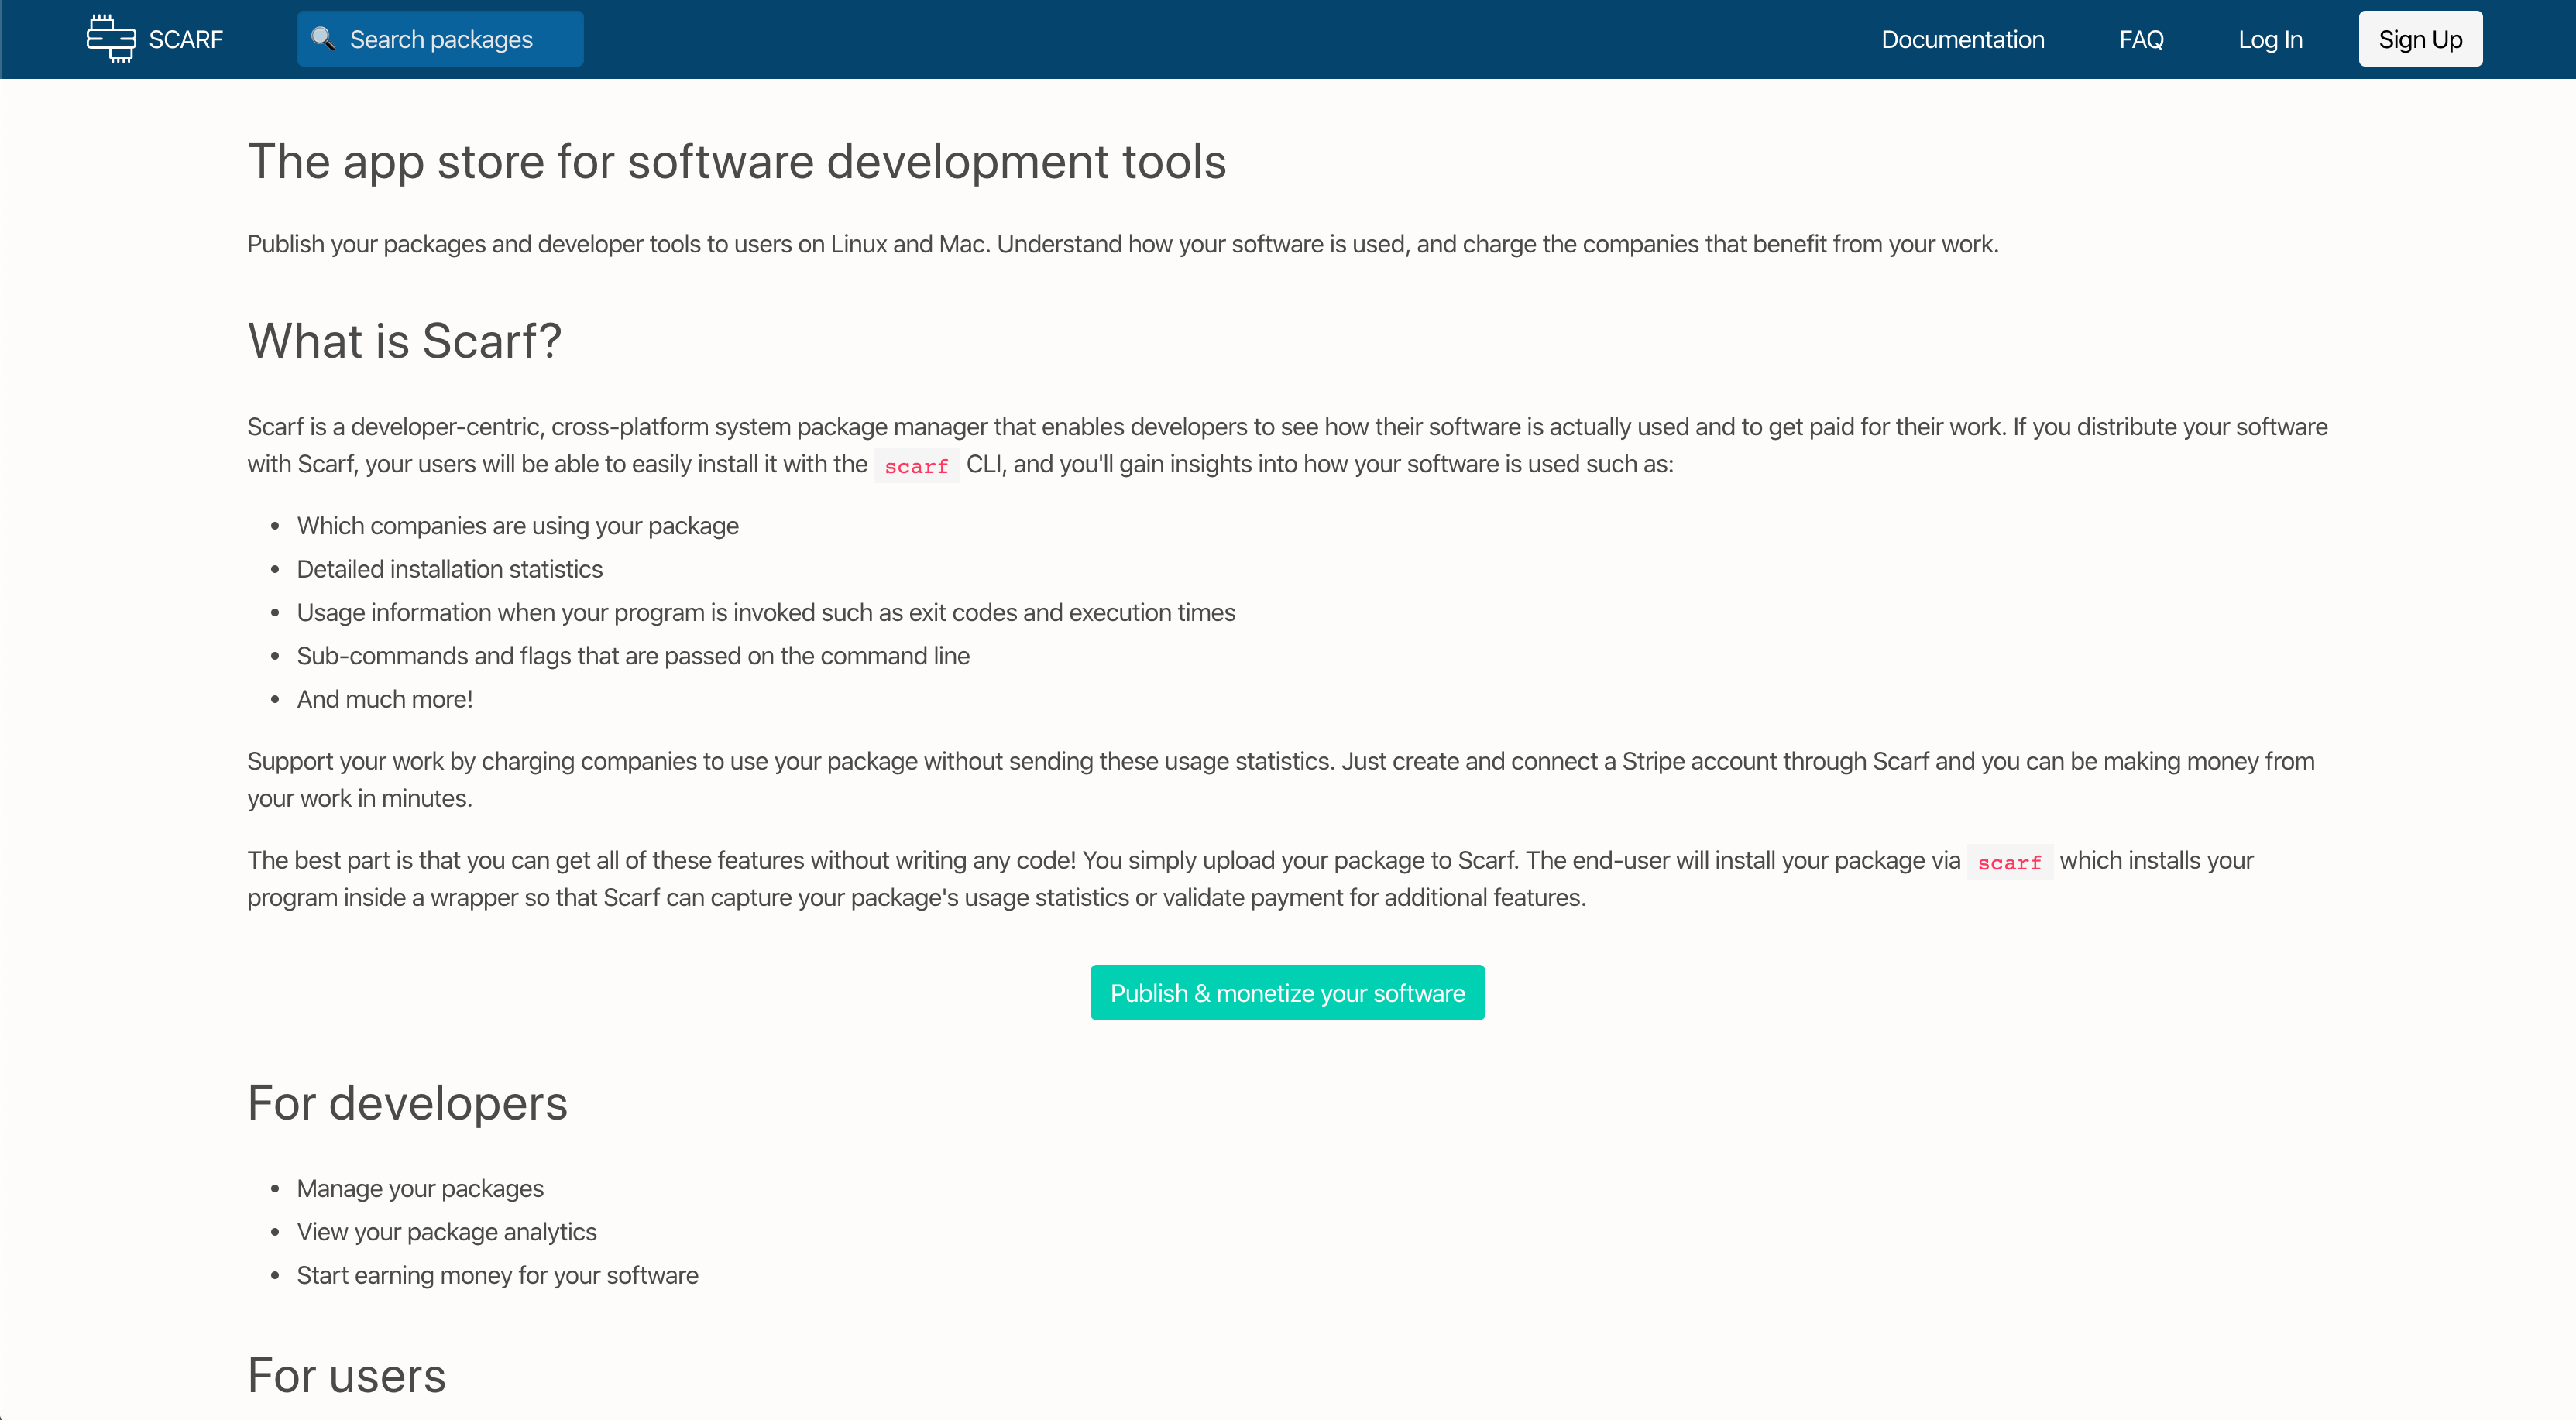 SCARF
Search packages
Documentation
FAQ
Log In
Sign Up
The app store for software development tools
Publish your packages and developer tools to users on Linux and Mac. Understand how your software is used, and charge the companies that benefit from your work.
What is Scarf?
Scarf is a developer-centric, cross-platform system package manager that enables developers to see how their software is actually used and to get paid for their work. If you distribute your software
with Scarf, your users will be able to easily install it with the scarf CLI, and you'll gain insights into how your software is used such as:
• Which companies are using your package
• Detailed installation statistics
• Usage information when your program is invoked such as exit codes and execution times
• Sub-commands and flags that are passed on the command line
• And much more!
Support your work by charging companies to use your package without sending these usage statistics. Just create and connect a Stripe account through Scarf and you can be making money from
your work in minutes.
The best part is that you can get all of these features without writing any code! You simply upload your package to Scarf. The end-user will install your package via scarf which installs your
program inside a wrapper so that Scarf can capture your package's usage statistics or validate payment for additional features.
Publish & monetize your software
For developers
• Manage your packages
• View your package analytics
• Start earning money for your software
For users